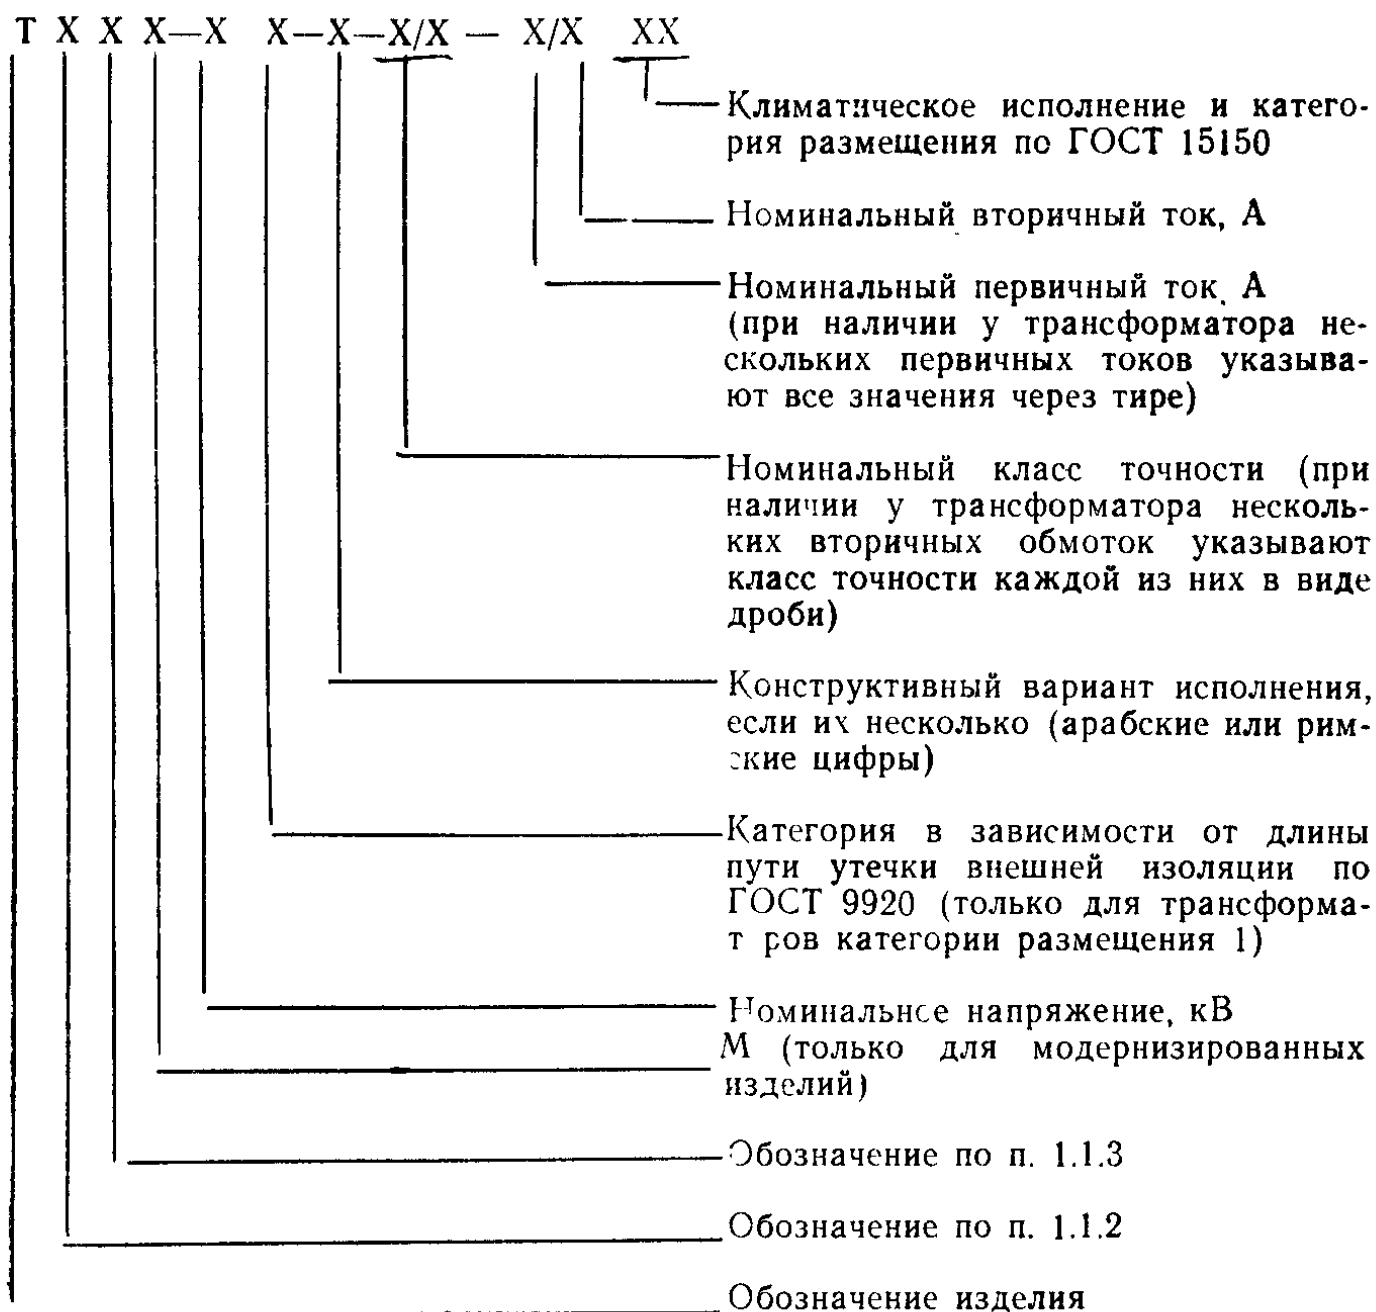 Т Х Х Х—Х Х—Х—Х/Х — Х/Х ХХ
Климатическое исполнение и катего-
рия размещения по ГОСТ 15150
Номинальный вторичный ток, А
Номинальный первичный ток, А
(при наличии у трансформатора не-
скольких первичных токов указыва-
ют все значения через тире)
Номинальный класс точности (при
наличии у трансформатора несколь-
ких вторичных обмоток указывают
класс точности каждой из них в виде
дроби)
Конструктивный вариант исполнения,
если их несколько (арабские или рим-
ские цифры)
Категория в зависимости от длины
пути утечки внешней изоляции по
ГОСТ 9920 (только для трансформа-
т ров категории размещения 1)
Номинальное напряжение, кВ
М (только для модернизированных
изделий)
Обозначение по п. 1.1.3
Обозначение по п. 1.1.2
Обозначение изделия